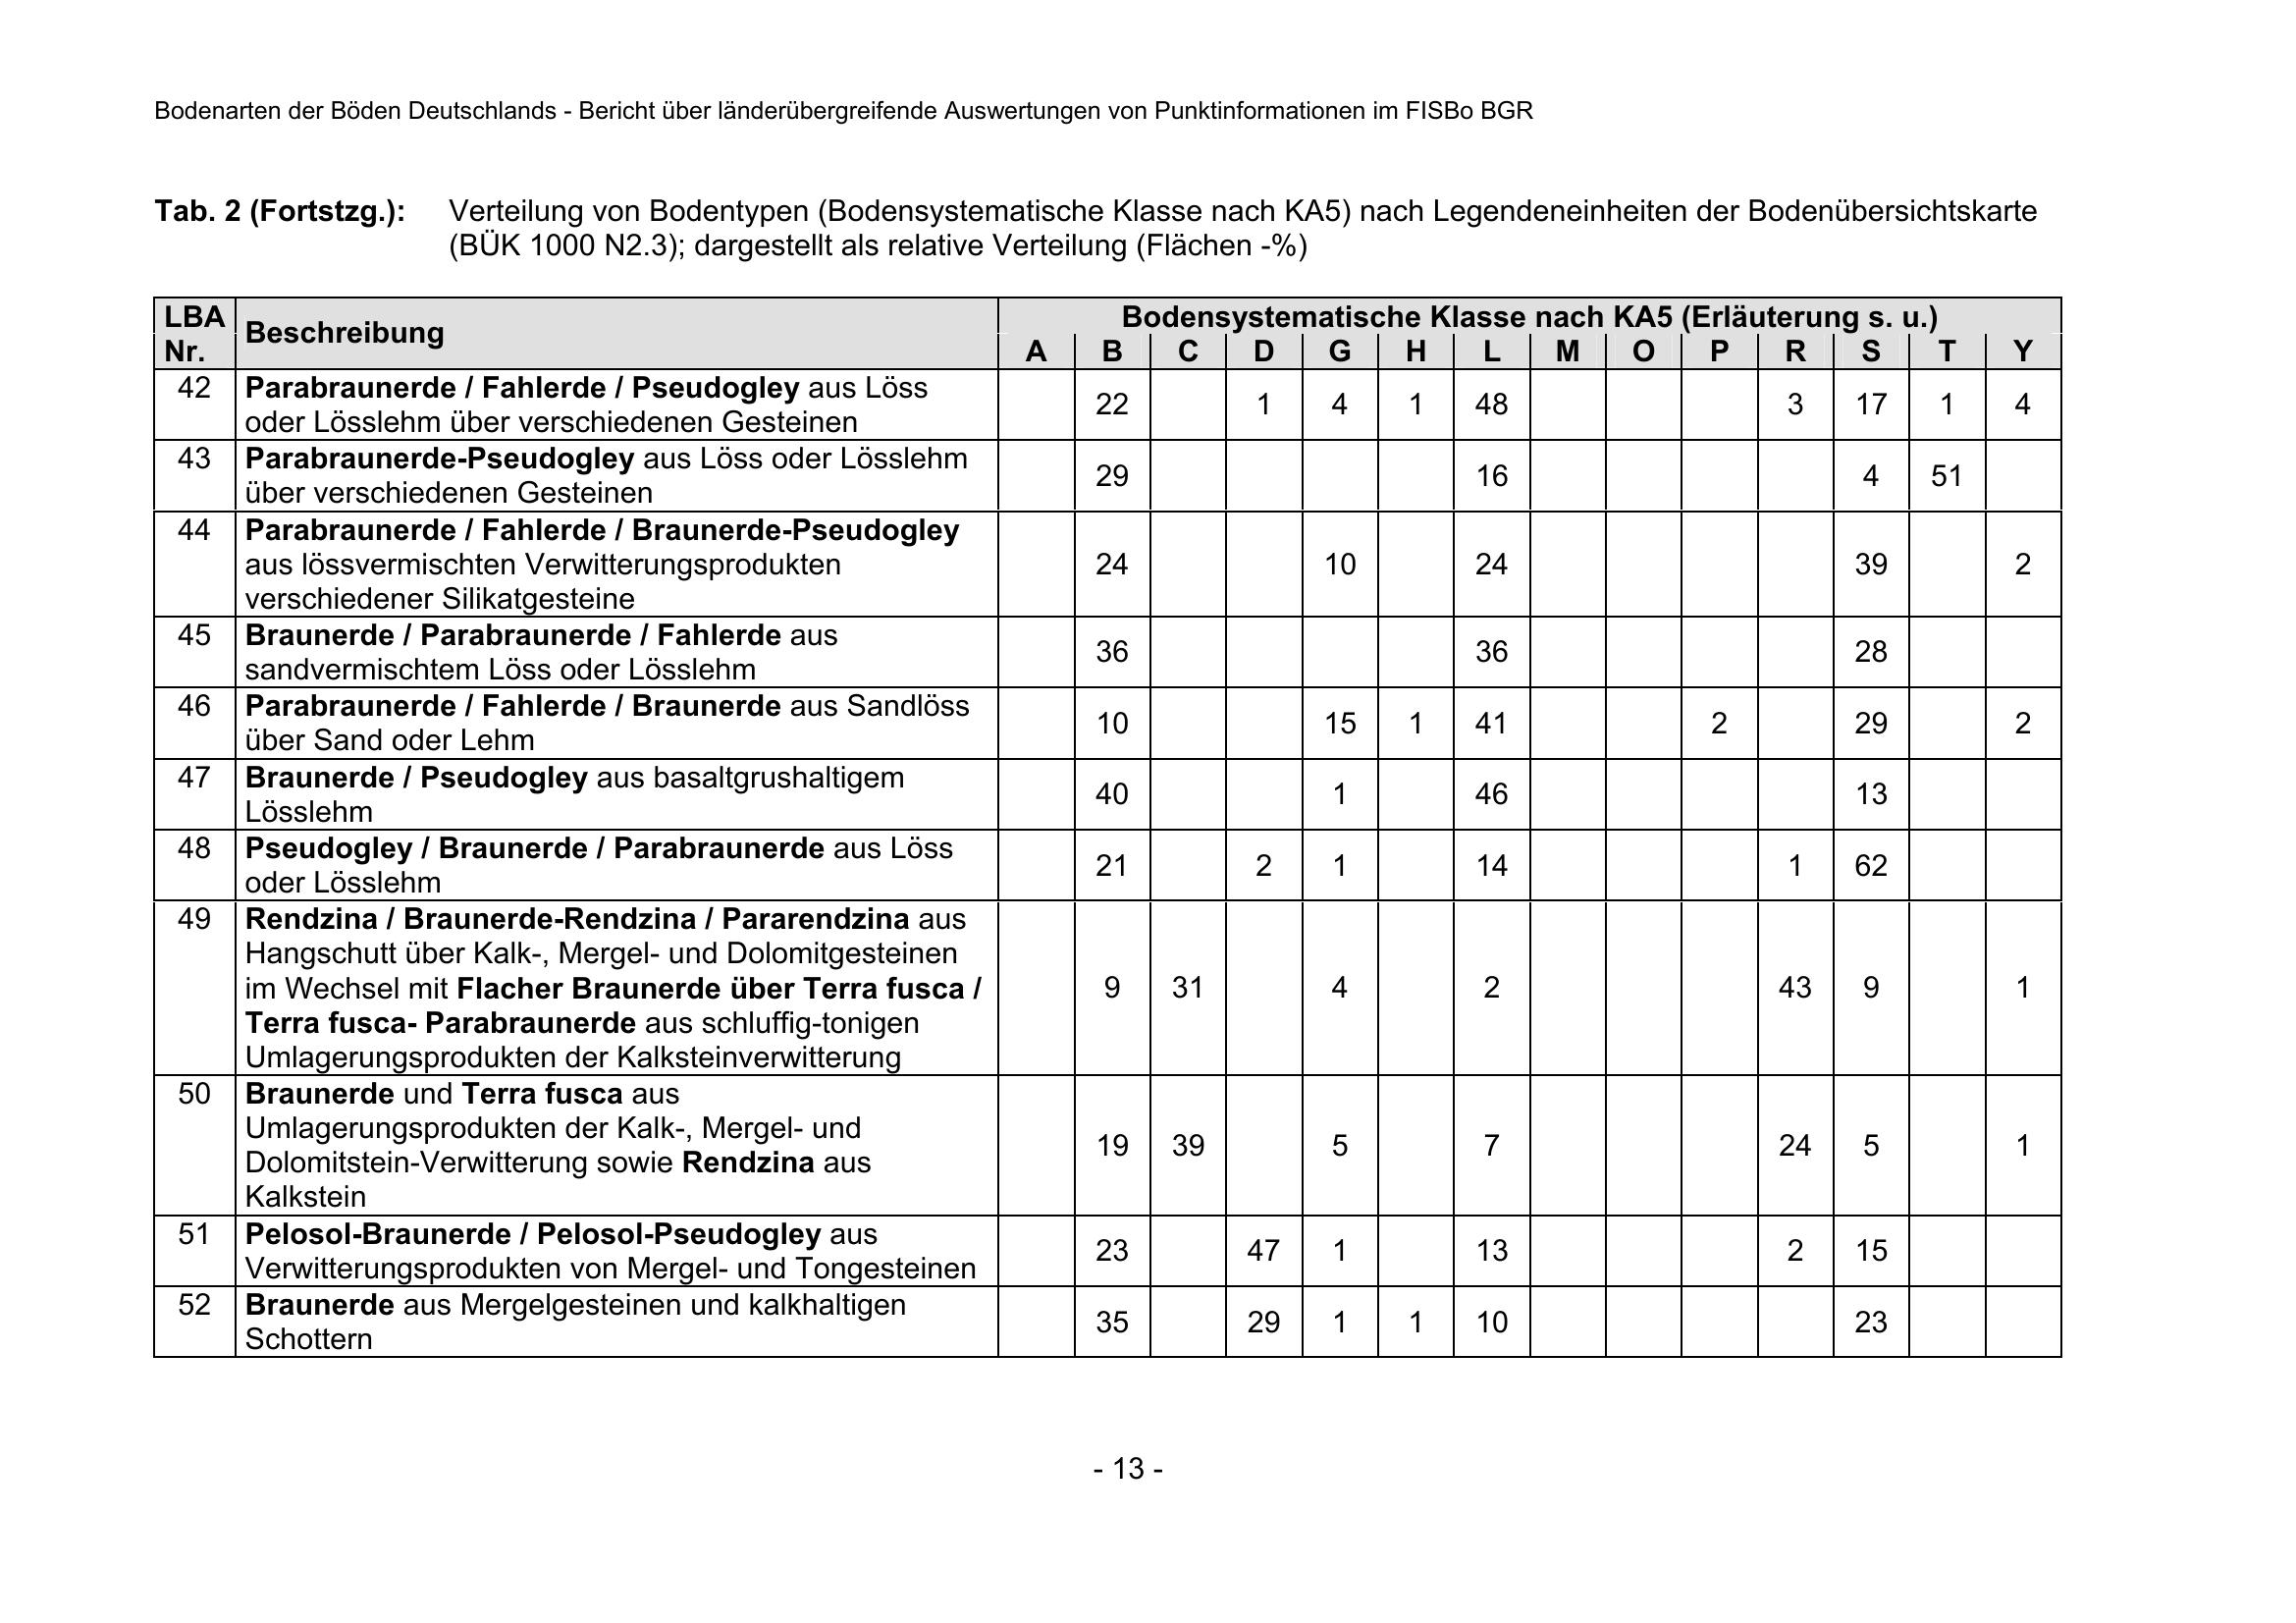 Bodenarten der Böden Deutschlands - Bericht über länderübergreifende Auswertungen von Punktinformationen im FISBo BGR
Tab. 2 (Fortstzg.): Verteilung von Bodentypen (Bodensystematische Klasse nach KA5) nach Legendeneinheiten der Bodenübersichtskarte
(BÜK 1000 N2.3); dargestellt als relative Verteilung (Flächen -%)
LBA Nr. Beschreibung Bodensystematische Klasse nach KA5 (Erläuterung s. u.)
A B C D G H L M O P R S T Y
42 Parabraunerde / Fahlerde / Pseudogley aus Löss
oder Lösslehm über verschiedenen Gesteinen
22 1 4 1 48 3 17 1 4
43 Parabraunerde-Pseudogley aus Löss oder Lösslehm
über verschiedenen Gesteinen
29 16 4 51
44 Parabraunerde / Fahlerde / Braunerde-Pseudogley
aus lössvermischten Verwitterungsprodukten
verschiedener Silikatgesteine
24 10 24 39 2
45 Braunerde / Parabraunerde / Fahlerde aus
sandvermischtem Löss oder Lösslehm
36 36 28
46 Parabraunerde / Fahlerde / Braunerde aus Sandlöss
über Sand oder Lehm
10 15 1 41 2 29 2
47 Braunerde / Pseudogley aus basaltgrushaltigem
Lösslehm
40 1 46 13
48 Pseudogley / Braunerde / Parabraunerde aus Löss
oder Lösslehm
21 2 1 14 1 62
49 Rendzina / Braunerde-Rendzina / Pararendzina aus
Hangschutt über Kalk-, Mergel- und Dolomitgesteinen
im Wechsel mit Flacher Braunerde über Terra fusca /
Terra fusca- Parabraunerde aus schluffig-tonigen
Umlagerungsprodukten der Kalksteinverwitterung
9 31 4 2 43 9 1
50 Braunerde und Terra fusca aus
Umlagerungsprodukten der Kalk-, Mergel- und
Dolomitstein-Verwitterung sowie Rendzina aus
Kalkstein
19 39 5 7 24 5 1
51 Pelosol-Braunerde / Pelosol-Pseudogley aus
Verwitterungsprodukten von Mergel- und Tongesteinen
23 47 1 13 2 15
52 Braunerde aus Mergelgesteinen und kalkhaltigen
Schottern
35 29 1 1 10 23
- 13 -